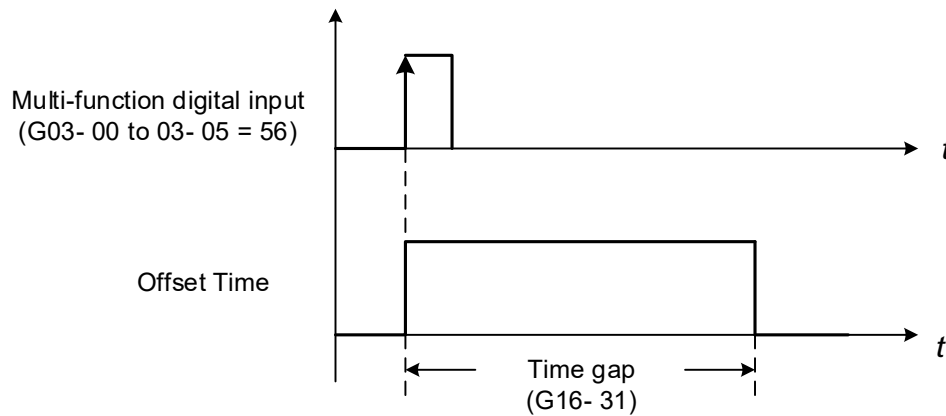 Multi-function digital input
(G03- 00 to 03- 05 = 56)
t
Offset Time
t
Time gap
(G16- 31)